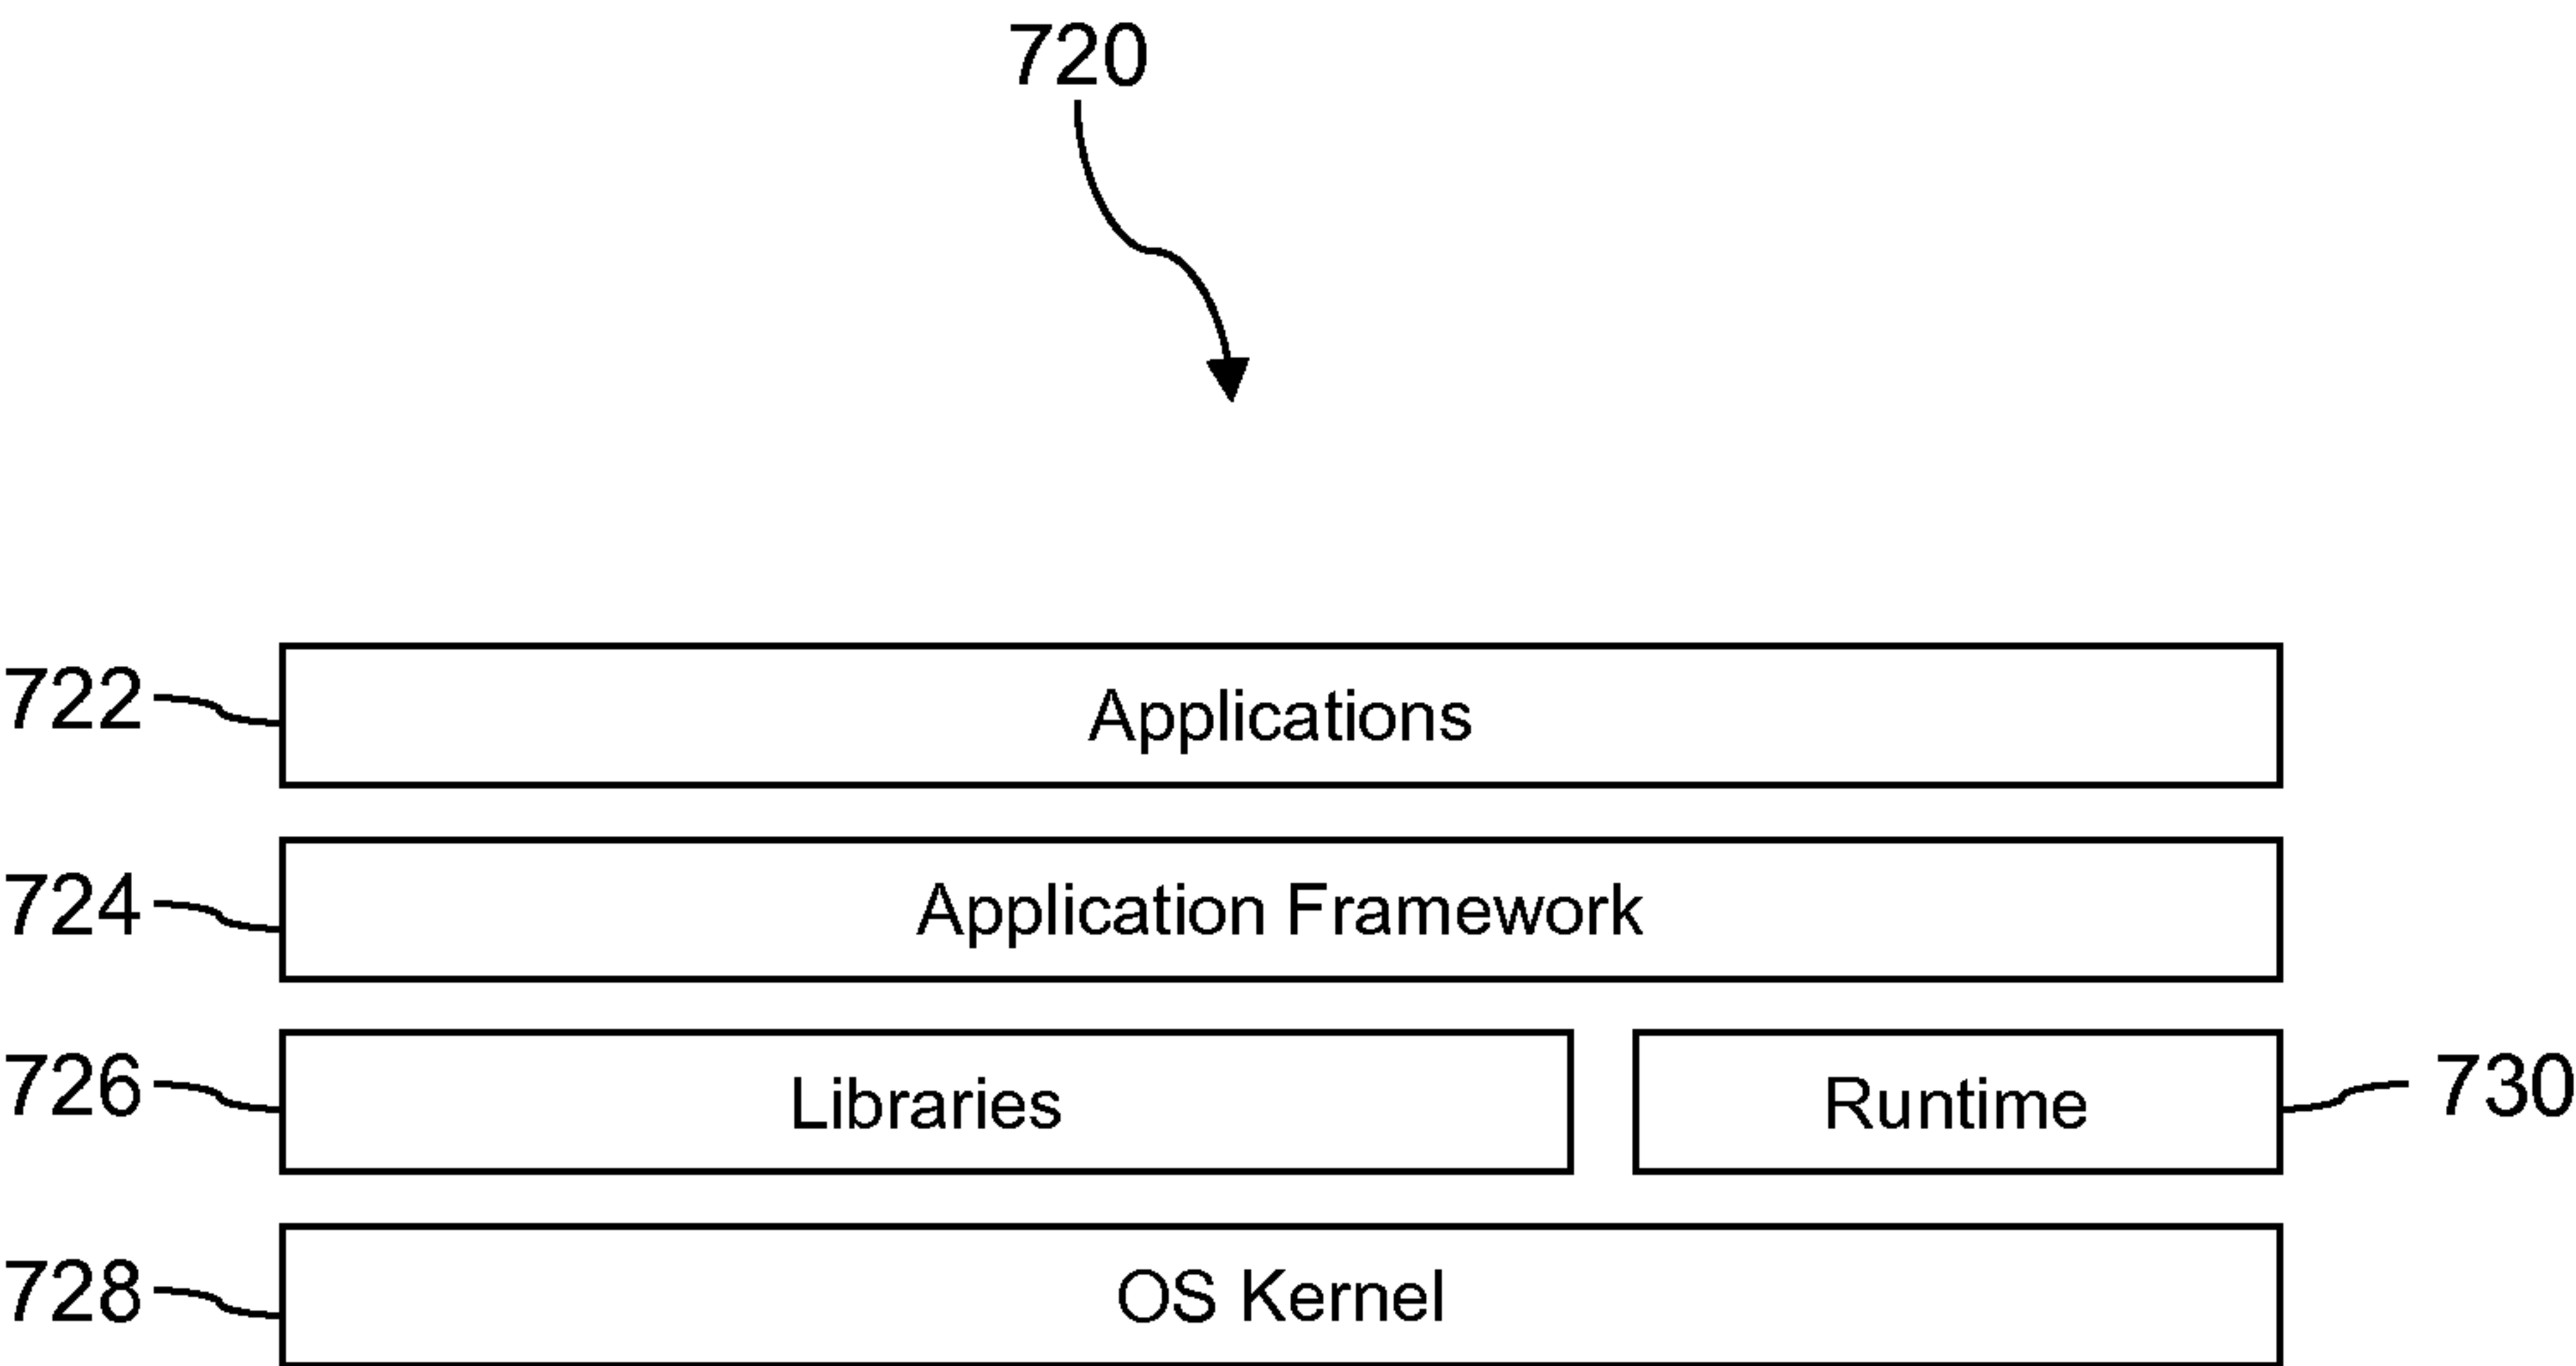 720
722 Applications
724 Application Framework
726 Libraries Runtime 730
728 OS Kernel